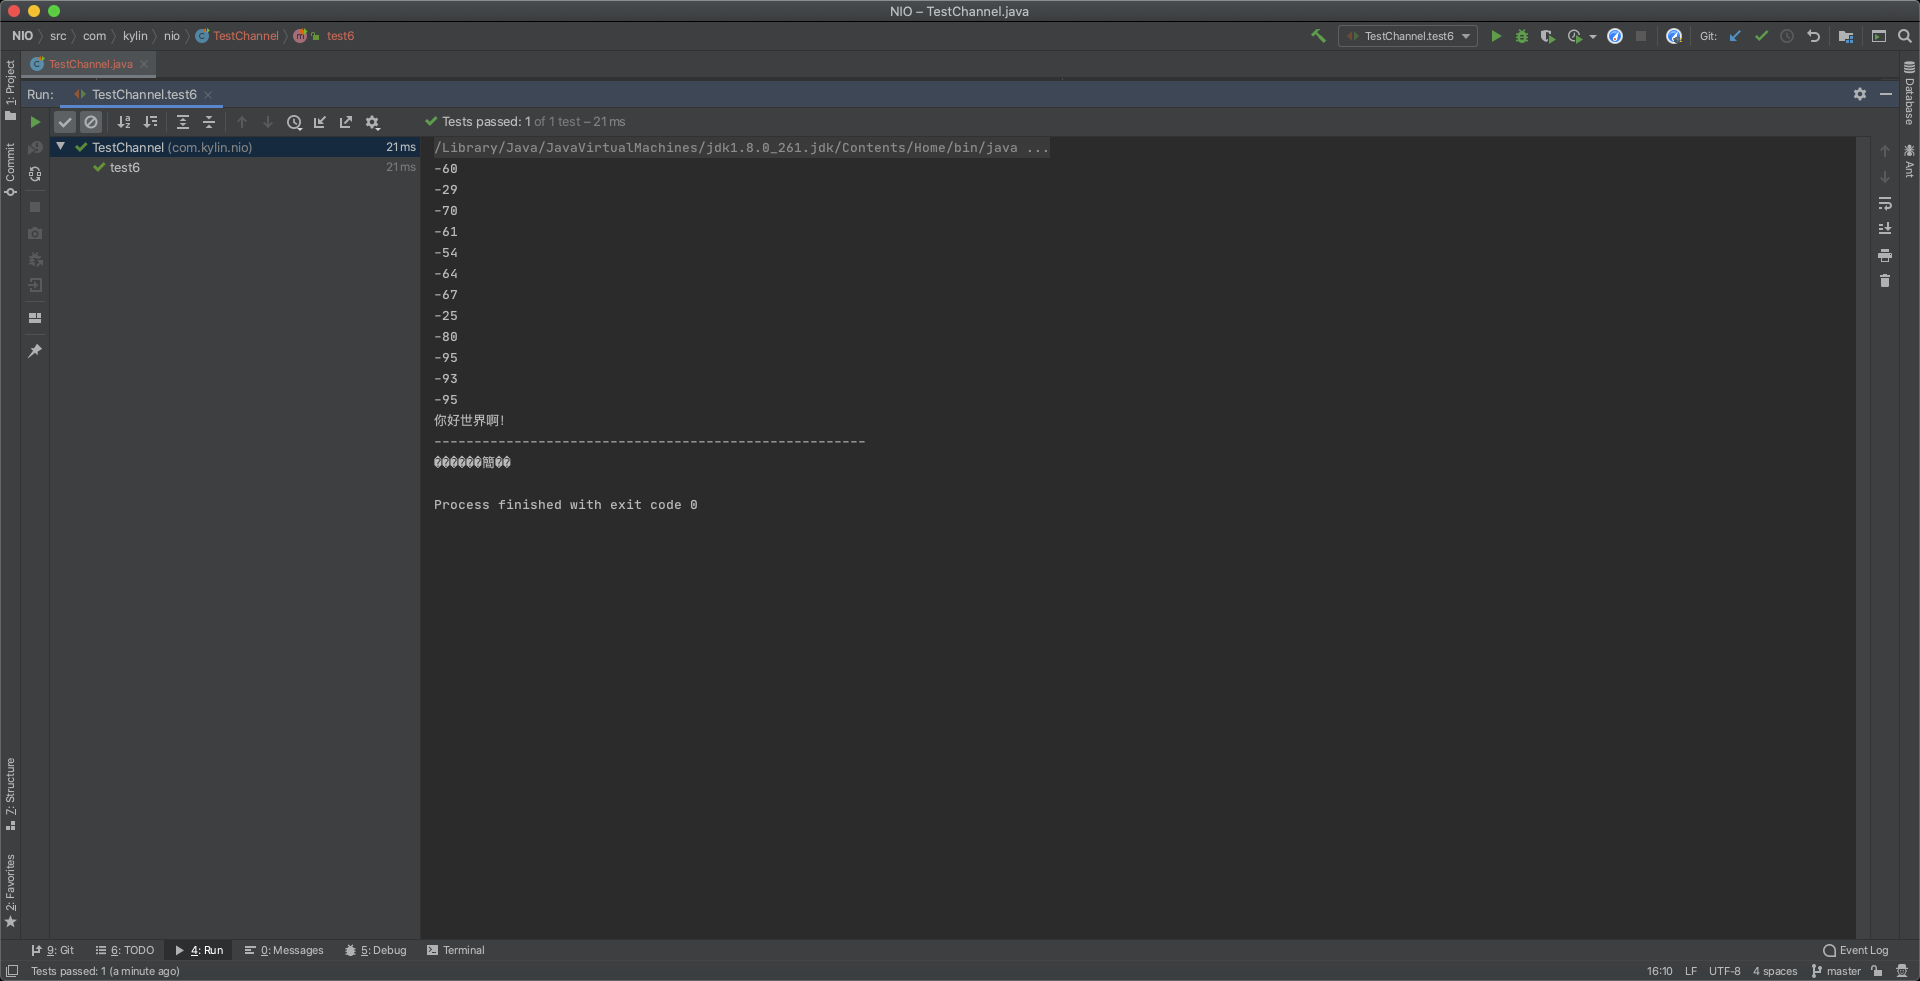 NIO – TestChannel.java
NIO src com kylin nio TestChannel test6
TestChannel.test6
Git:
TestChannel.java
Run: TestChannel.test6
Tests passed: 1 of 1 test – 21 ms
TestChannel (com.kylin.nio) 21 ms
test6 21 ms
/Library/Java/JavaVirtualMachines/jdk1.8.0_261.jdk/Contents/Home/bin/java ...
-60
-29
-70
-61
-54
-64
-67
-25
-80
-95
-93
-95
你好世界啊!
------------------------------------------------------
������簡��
Process finished with exit code 0
1: Project
Commit
7: Structure
2: Favorites
Database
Ant
9: Git 6: TODO 4: Run 0: Messages 5: Debug Terminal
Event Log
Tests passed: 1 (a minute ago)
16:10 LF UTF-8 4 spaces master